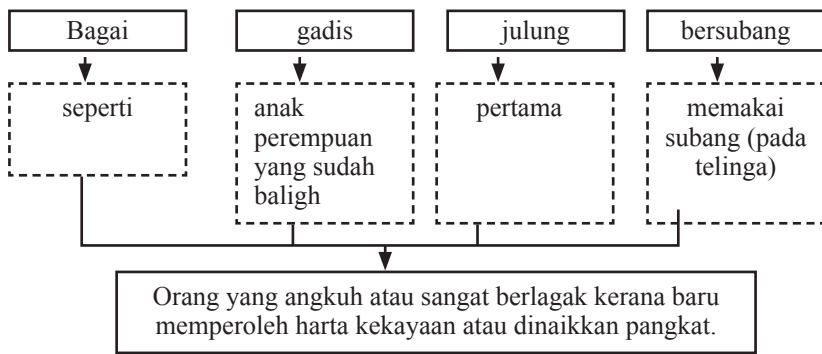 Bagai gadis julung bersubang
seperti
anak
perempuan
yang sudah
baligh
pertama
memakai
subang (pada
telinga)
Orang yang angkuh atau sangat berlagak kerana baru
memperoleh harta kekayaan atau dinaikkan pangkat.